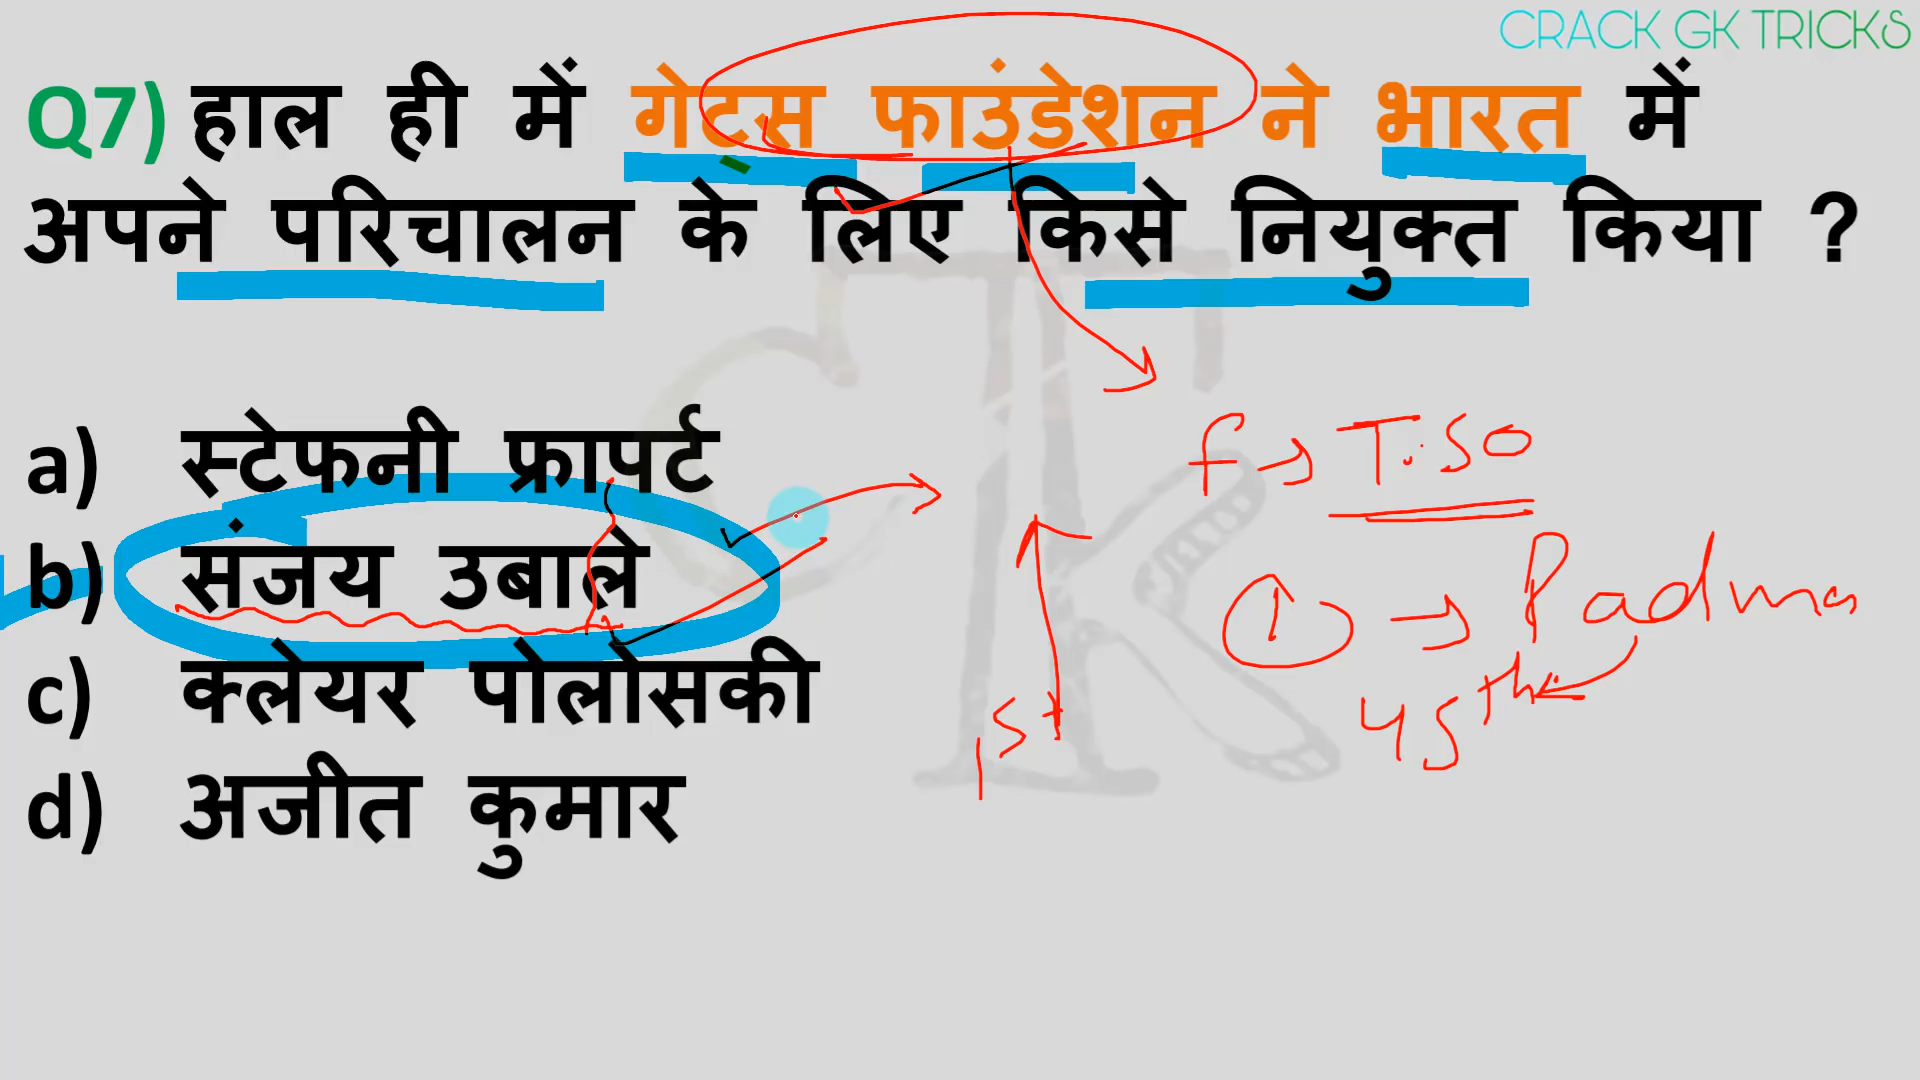 CRACK GK TRICKS
Q7) हाल ही में गेट्स फाउंडेशन ने भारत में
अपने परिचालन के लिए किसे नियुक्त किया ?
a) स्टेफनी फ्रापर्ट
b) संजय उबाले
c) क्लेयर पोलोसकी
d) अजीत कुमार
f → T.SO
1 → Padma
45th
1st